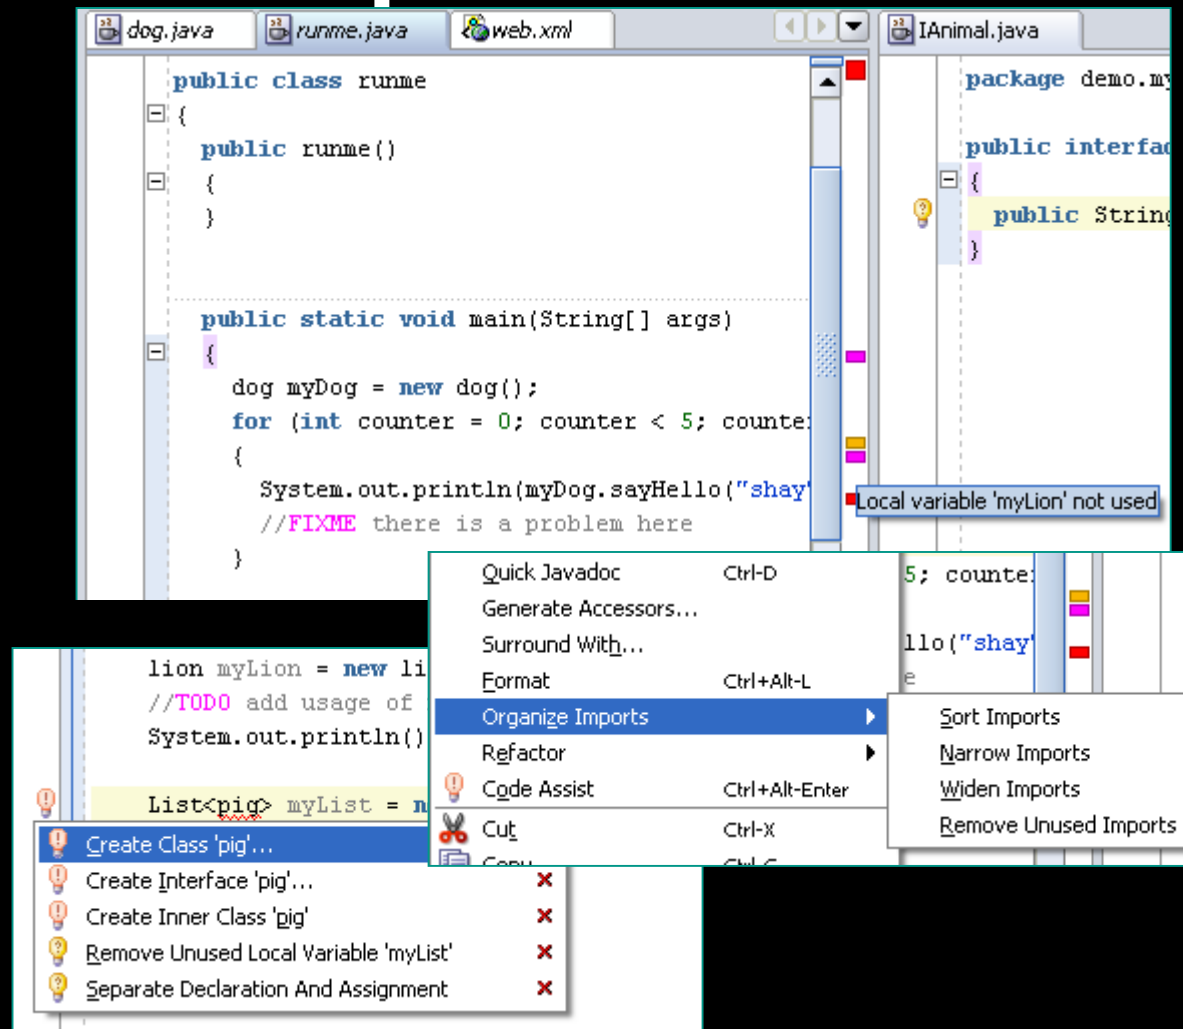 dog.java runme.java web.xml IAnimal.java
public class runme
{
public runme()
{
}
public static void main(String[] args)
{
dog myDog = new dog();
for (int counter = 0; counter < 5; counte
{
System.out.println(myDog.sayHello("shay"
//FIXME there is a problem here
}
package demo.my
public interfac
{
public String
}
Local variable 'myLion' not used
Quick Javadoc Ctrl-D
Generate Accessors...
Surround With...
Format Ctrl+Alt-L
Organize Imports
Refactor
Code Assist Ctrl+Alt-Enter
Cut Ctrl-X
Copy Ctrl-C
5; counte
llo("shay"
e
Sort Imports
Narrow Imports
Widen Imports
Remove Unused Imports
lion myLion = new li
//TODO add usage of
System.out.println()
List<pig> myList = n
Create Class 'pig'...
Create Interface 'pig'...
Create Inner Class 'pig'
Remove Unused Local Variable 'myList'
Separate Declaration And Assignment